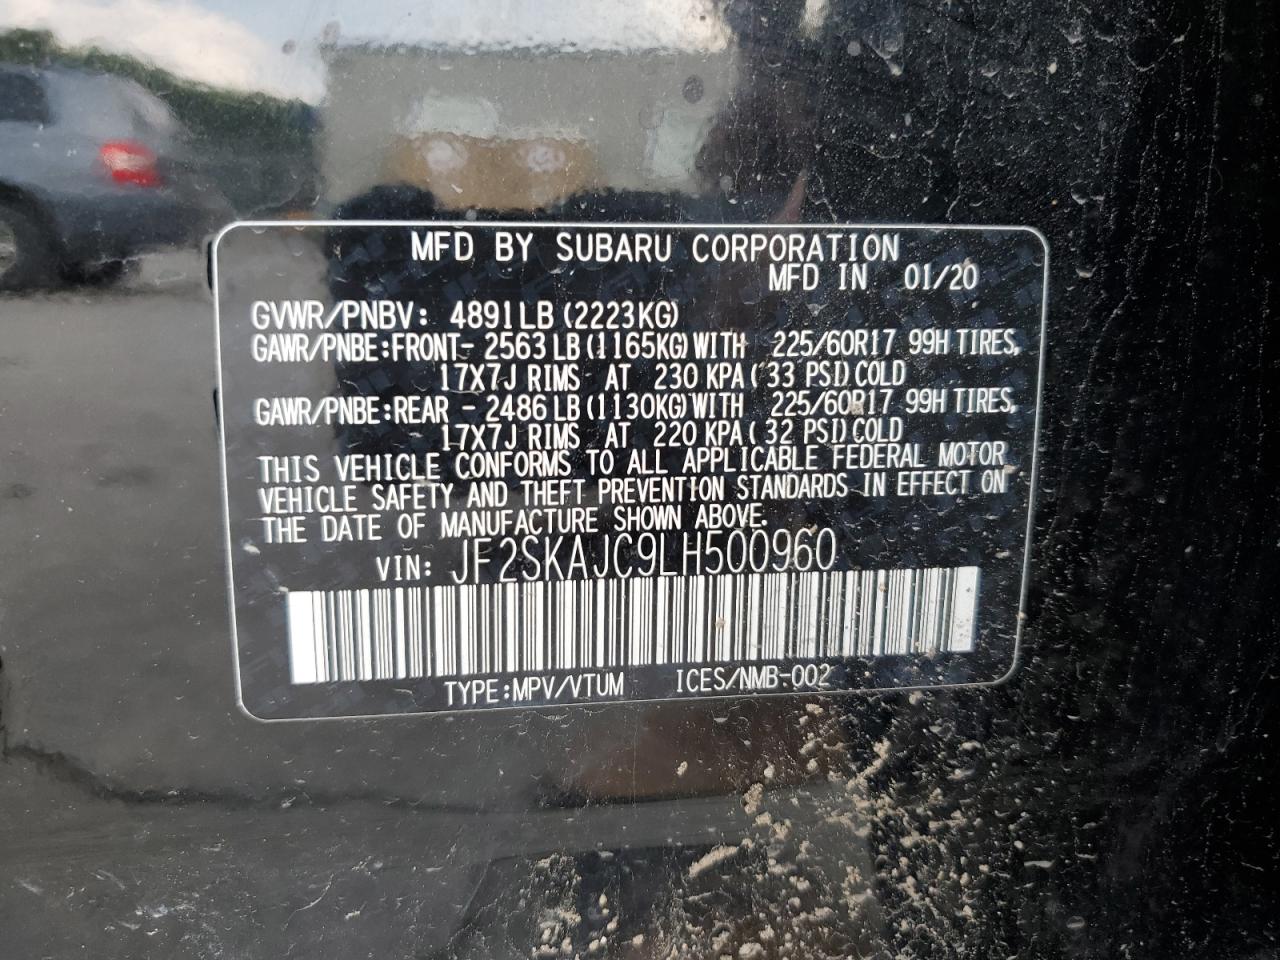 MFD BY SUBARU CORPORATION
MFD IN 01/20
GVWR/PNBV: 4891LB (2223KG)
GAWR/PNBE:FRONT- 2563 LB (1165KG) WITH 225/60R17 99H TIRES,
17X7J RIMS AT 230 KPA ( 33 PSI) COLD
GAWR/PNBE:REAR - 2486 LB (1130KG) WITH 225/60R17 99H TIRES,
17X7J RIMS AT 220 KPA ( 32 PSI) COLD
THIS VEHICLE CONFORMS TO ALL APPLICABLE FEDERAL MOTOR
VEHICLE SAFETY AND THEFT PREVENTION STANDARDS IN EFFECT ON
THE DATE OF MANUFACTURE SHOWN ABOVE.
VIN: JF2SKAJC9LH500960
TYPE:MPV/VTUM ICES/NMB-002